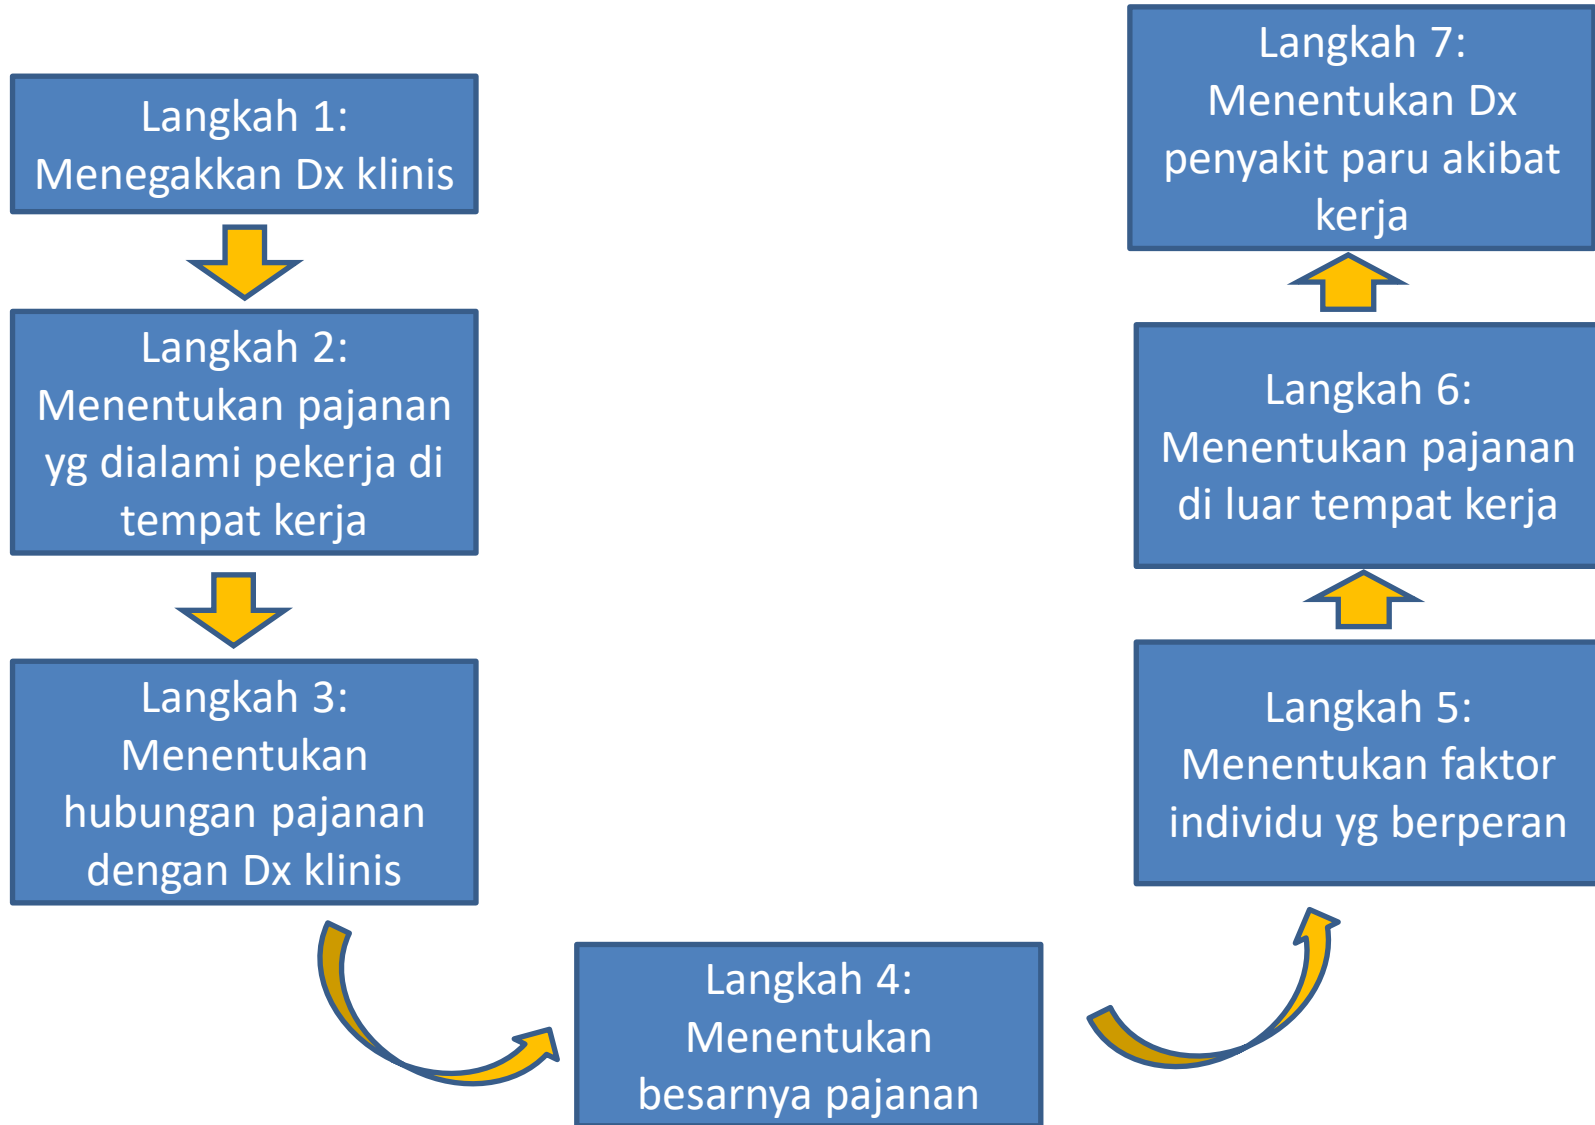 Langkah 1:
Menegakkan Dx klinis
Langkah 2:
Menentukan pajanan
yg dialami pekerja di
tempat kerja
Langkah 3:
Menentukan
hubungan pajanan
dengan Dx klinis
Langkah 4:
Menentukan
besarnya pajanan
Langkah 5:
Menentukan faktor
individu yg berperan
Langkah 6:
Menentukan pajanan
di luar tempat kerja
Langkah 7:
Menentukan Dx
penyakit paru akibat
kerja